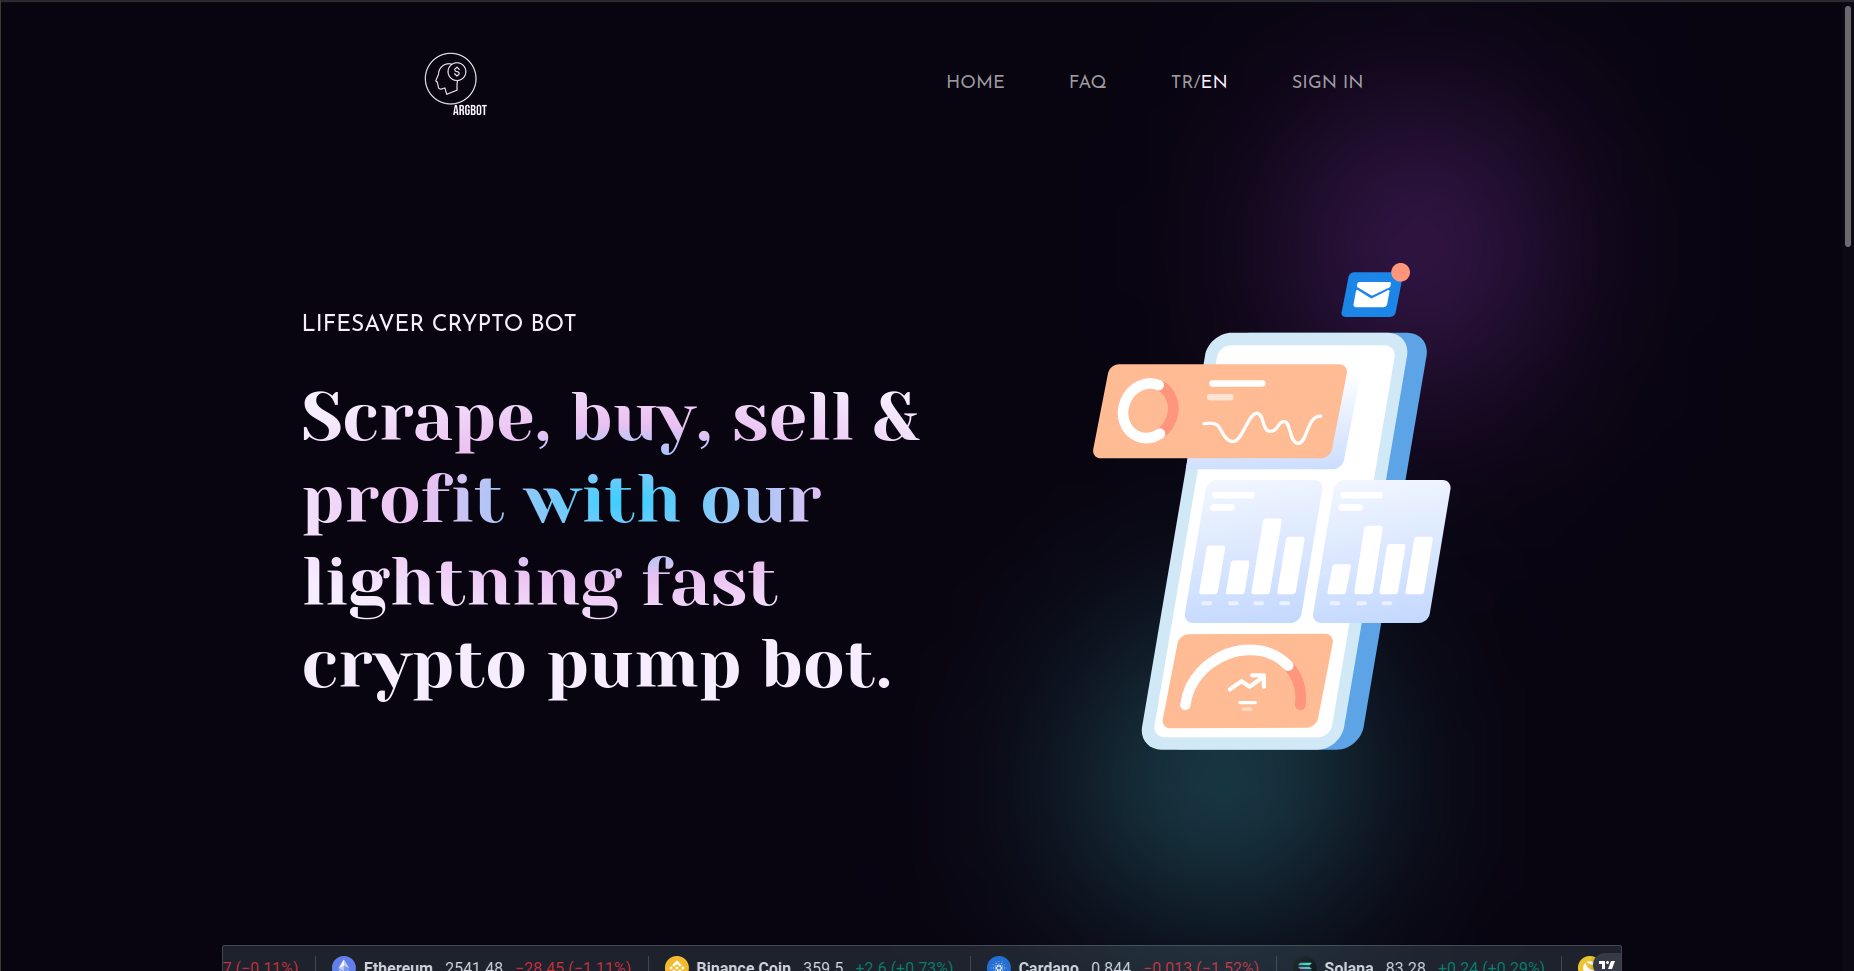 ARGBOT
HOME FAQ TR/EN SIGN IN
LIFESAVER CRYPTO BOT
Scrape, buy, sell &
profit with our
lightning fast
crypto pump bot.
7 (−0.11%) Ethereum 2541.48 −28.45 (−1.11%) Binance Coin 359.5 +2.6 (+0.73%) Cardano 0.844 −0.013 (−1.52%) Solana 83.28 +0.24 (+0.29%)